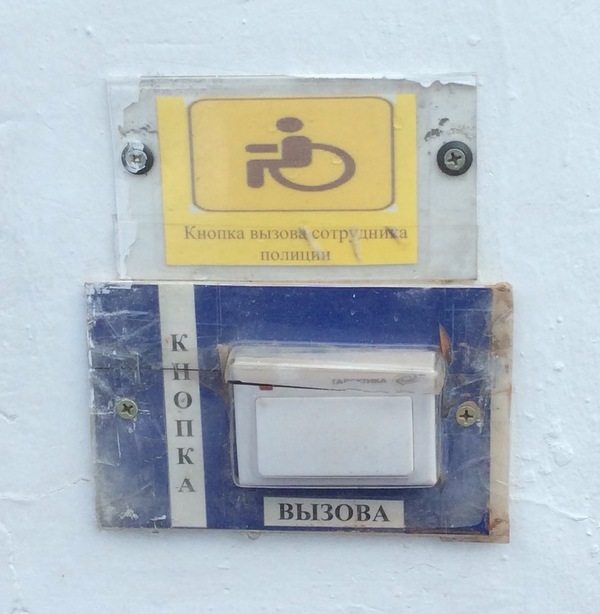 Кнопка вызова сотрудника
полиции
КНОПКА
ВЫЗОВА